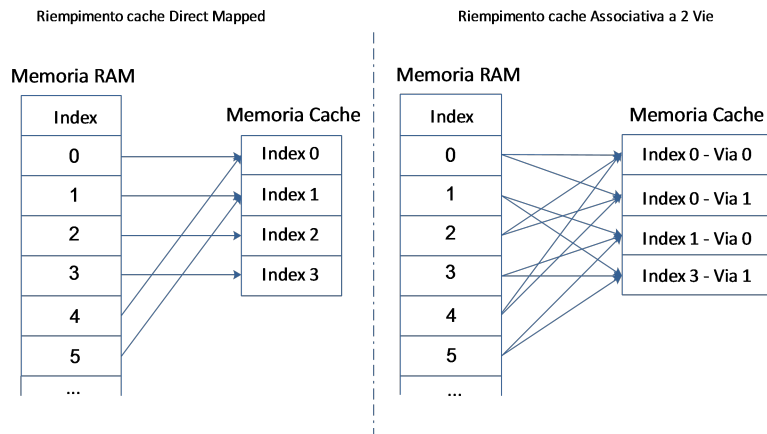 Riempimento cache Direct Mapped
Memoria RAM
Index
0
1
2
3
4
5
...
Memoria Cache
Index 0
Index 1
Index 2
Index 3
Riempimento cache Associativa a 2 Vie
Memoria RAM
Index
0
1
2
3
4
5
...
Memoria Cache
Index 0 - Via 0
Index 0 - Via 1
Index 1 - Via 0
Index 3 - Via 1